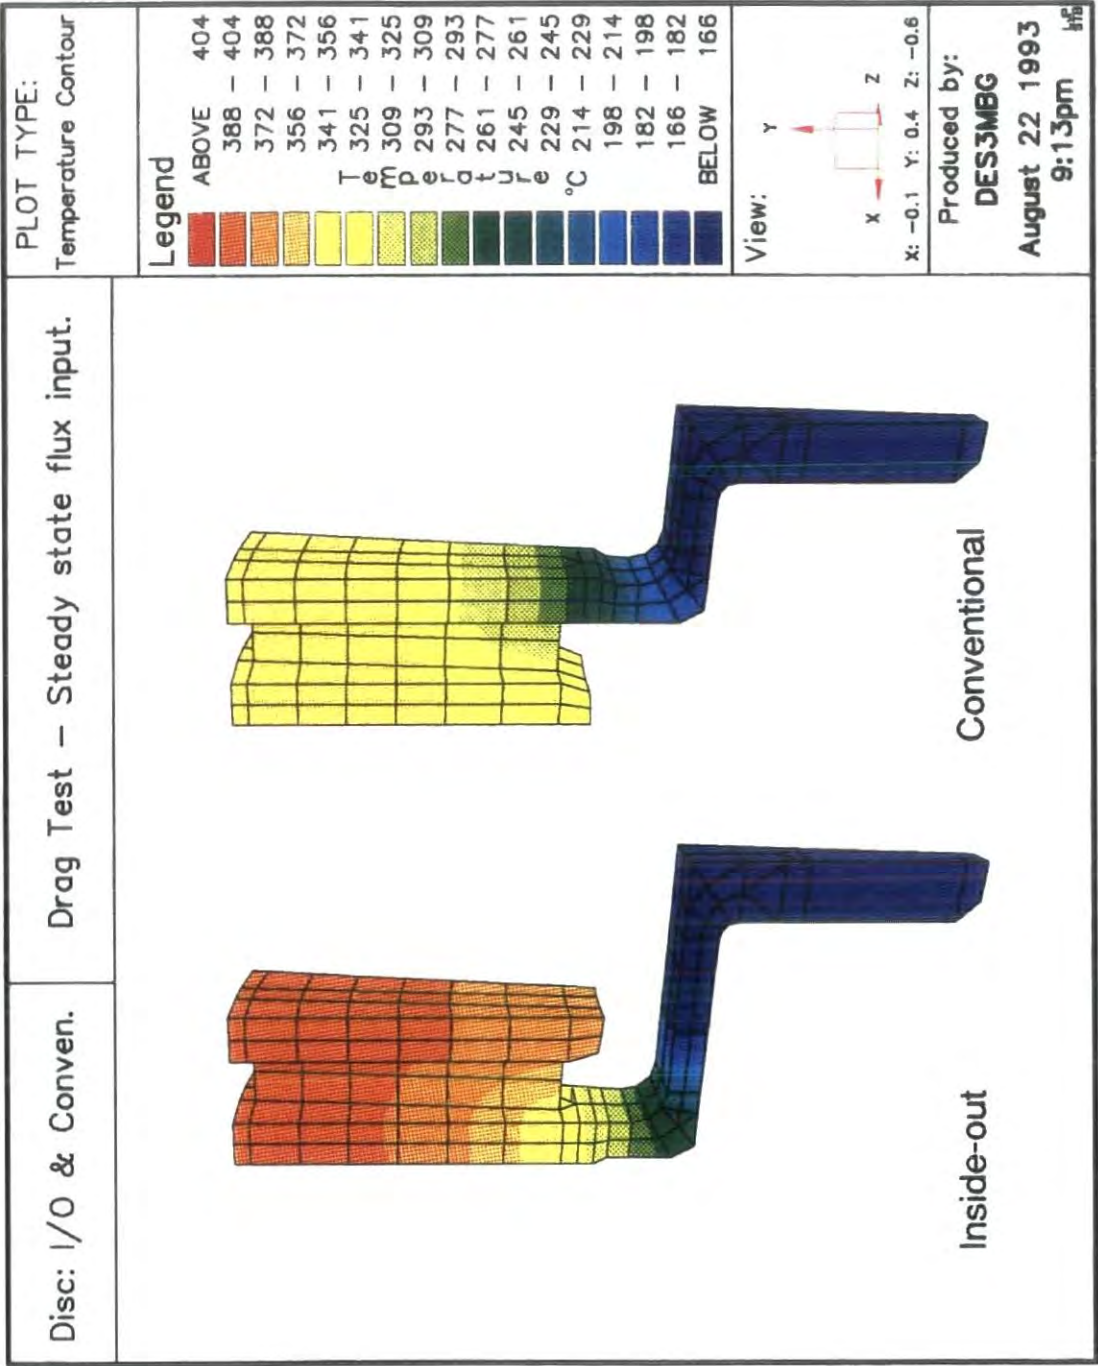 Disc: I/O & Conven.
Drag Test – Steady state flux input.
PLOT TYPE:
Temperature Contour
Legend
ABOVE 404
388 – 404
372 – 388
356 – 372
341 – 356
325 – 341
309 – 325
293 – 309
277 – 293
261 – 277
245 – 261
229 – 245
214 – 229
198 – 214
182 – 198
166 – 182
BELOW 166
Temperature °C
View:
Y
X
Z
X: -0.1 Y: 0.4 Z: -0.6
Produced by:
DES3MBG
August 22 1993
9:13pm
Inside-out
Conventional